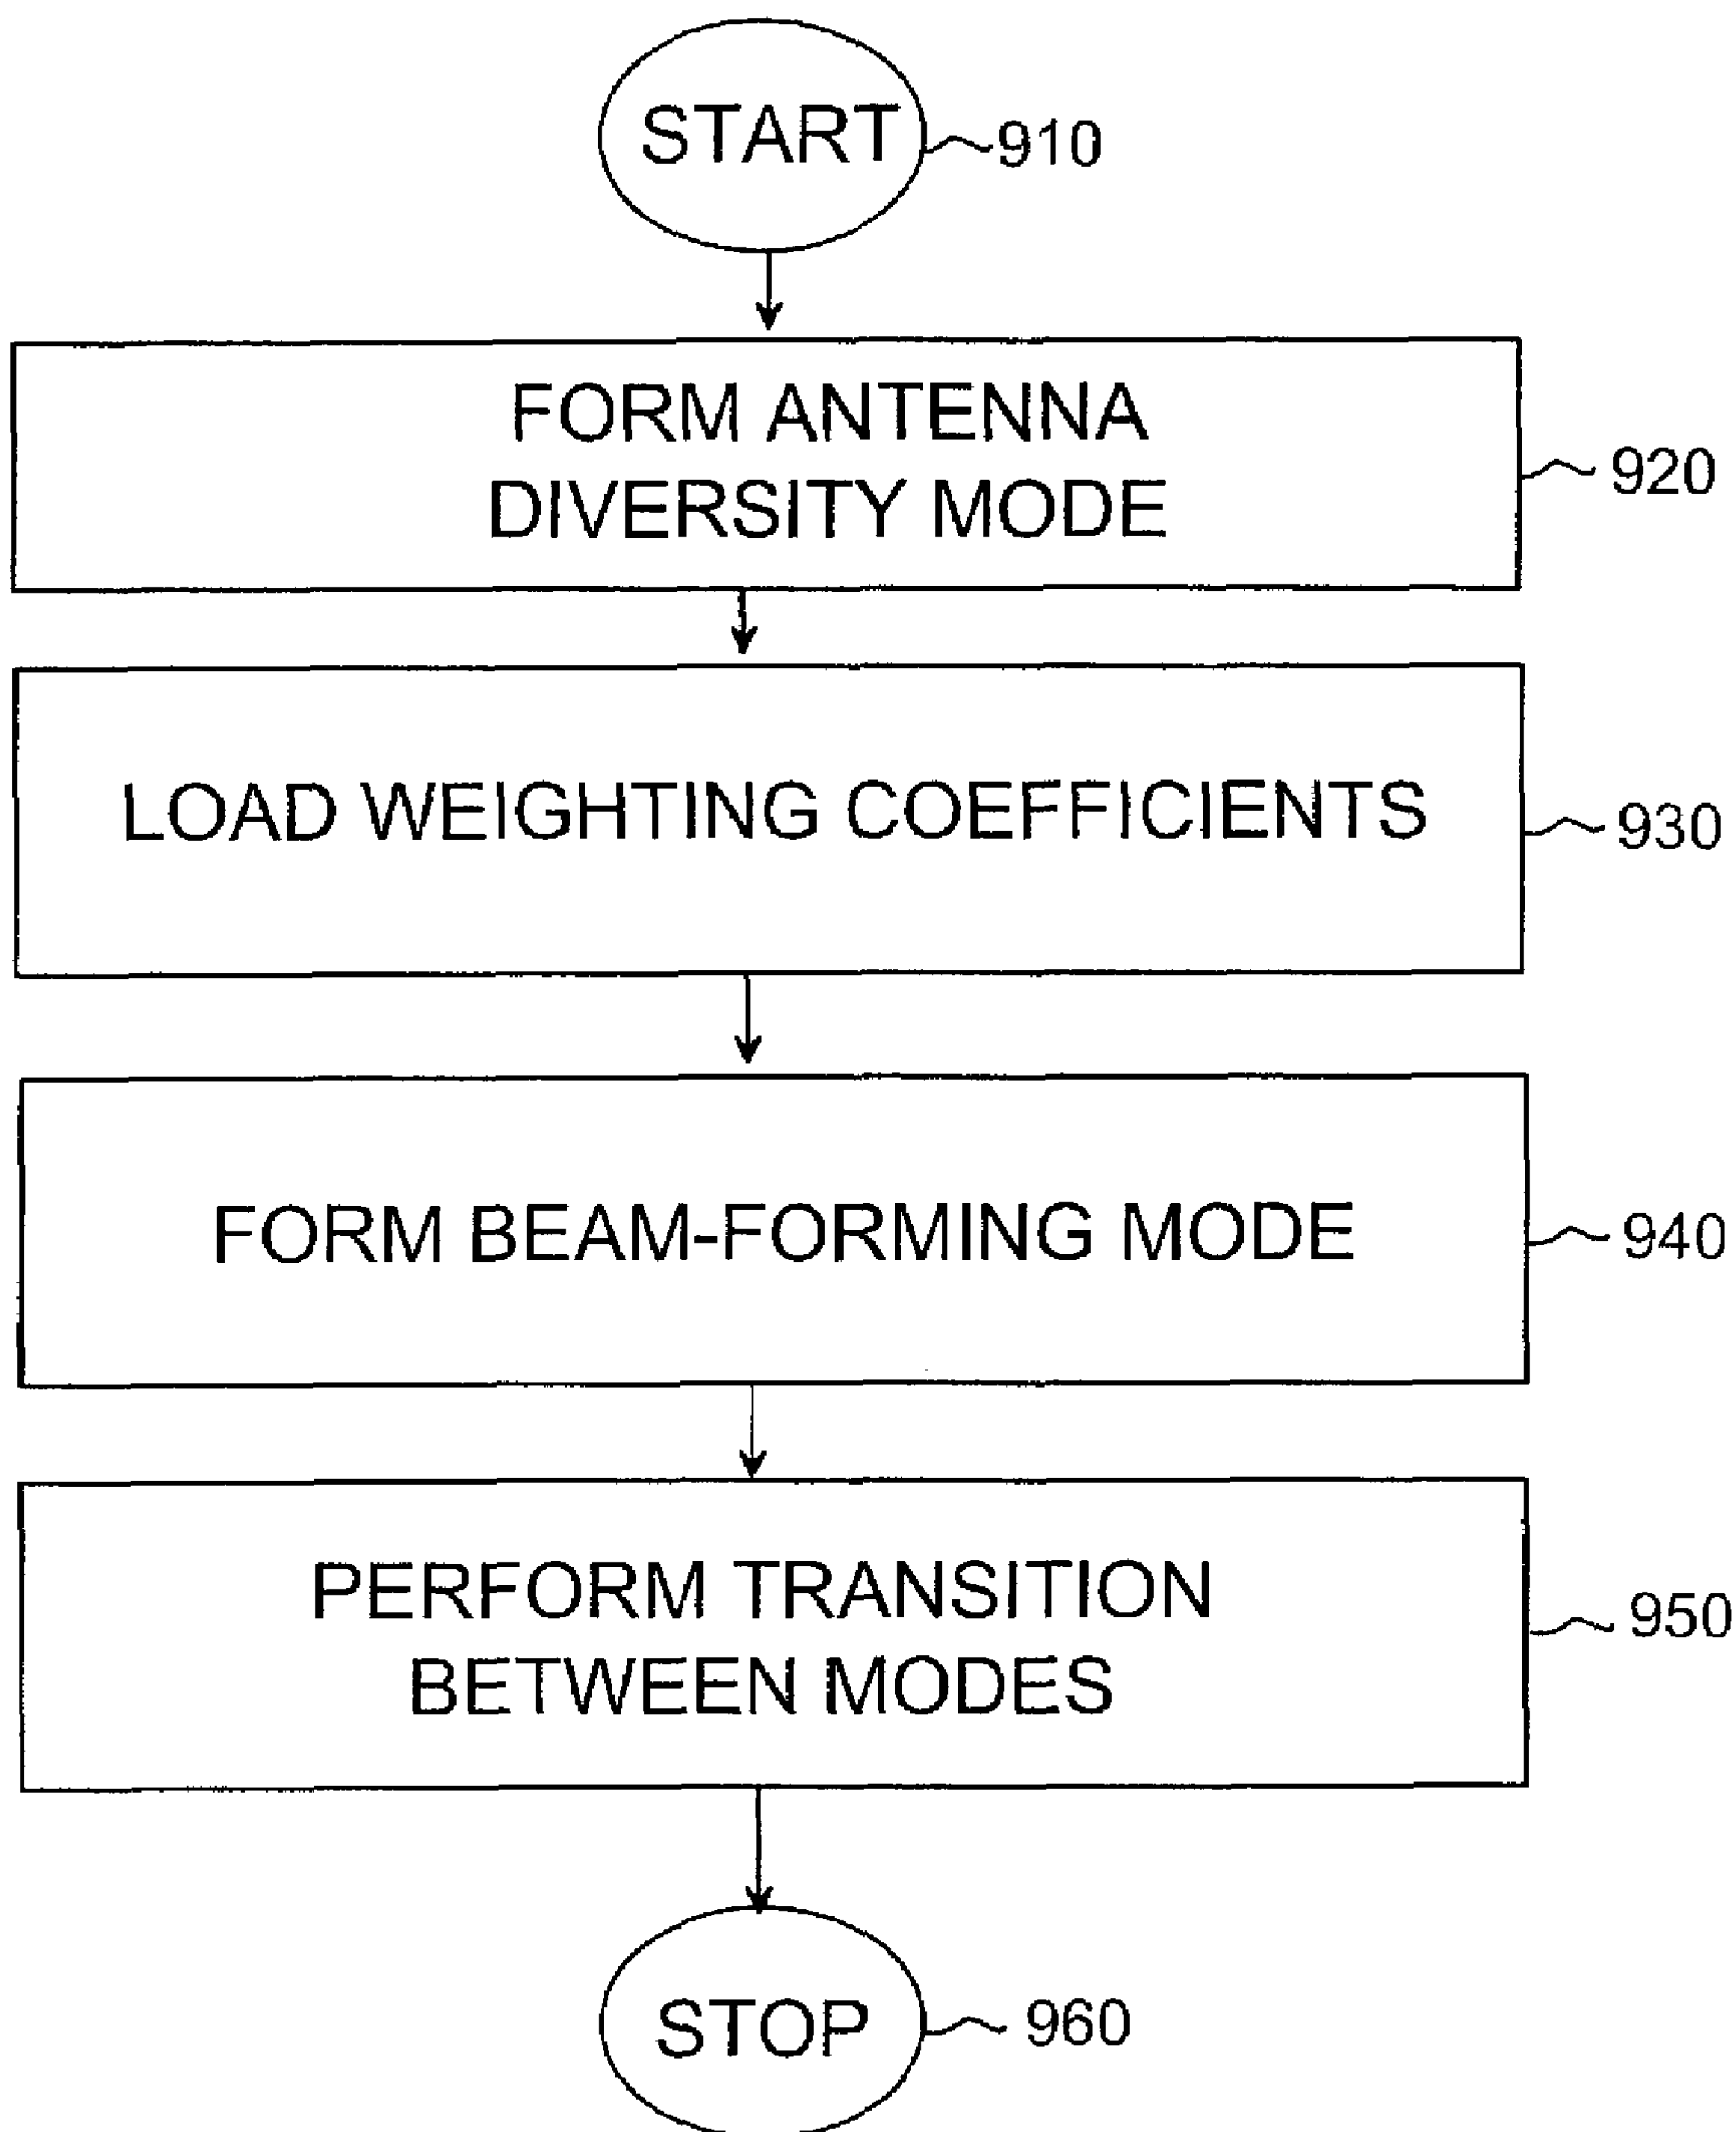 START
910
FORM ANTENNA
DIVERSITY MODE
920
LOAD WEIGHTING COEFFICIENTS
930
FORM BEAM-FORMING MODE
940
PERFORM TRANSITION
BETWEEN MODES
950
STOP
960